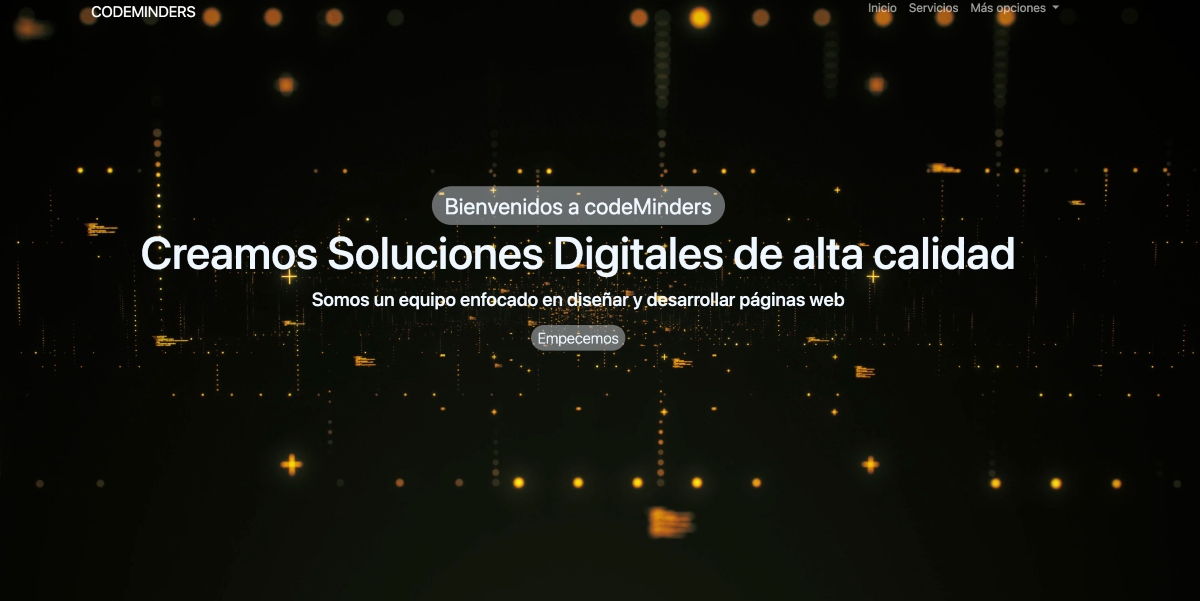 CODEMINDERS
Inicio Servicios Más opciones
Bienvenidos a codeMinders
Creamos Soluciones Digitales de alta calidad
Somos un equipo enfocado en diseñar y desarrollar páginas web
Empecemos